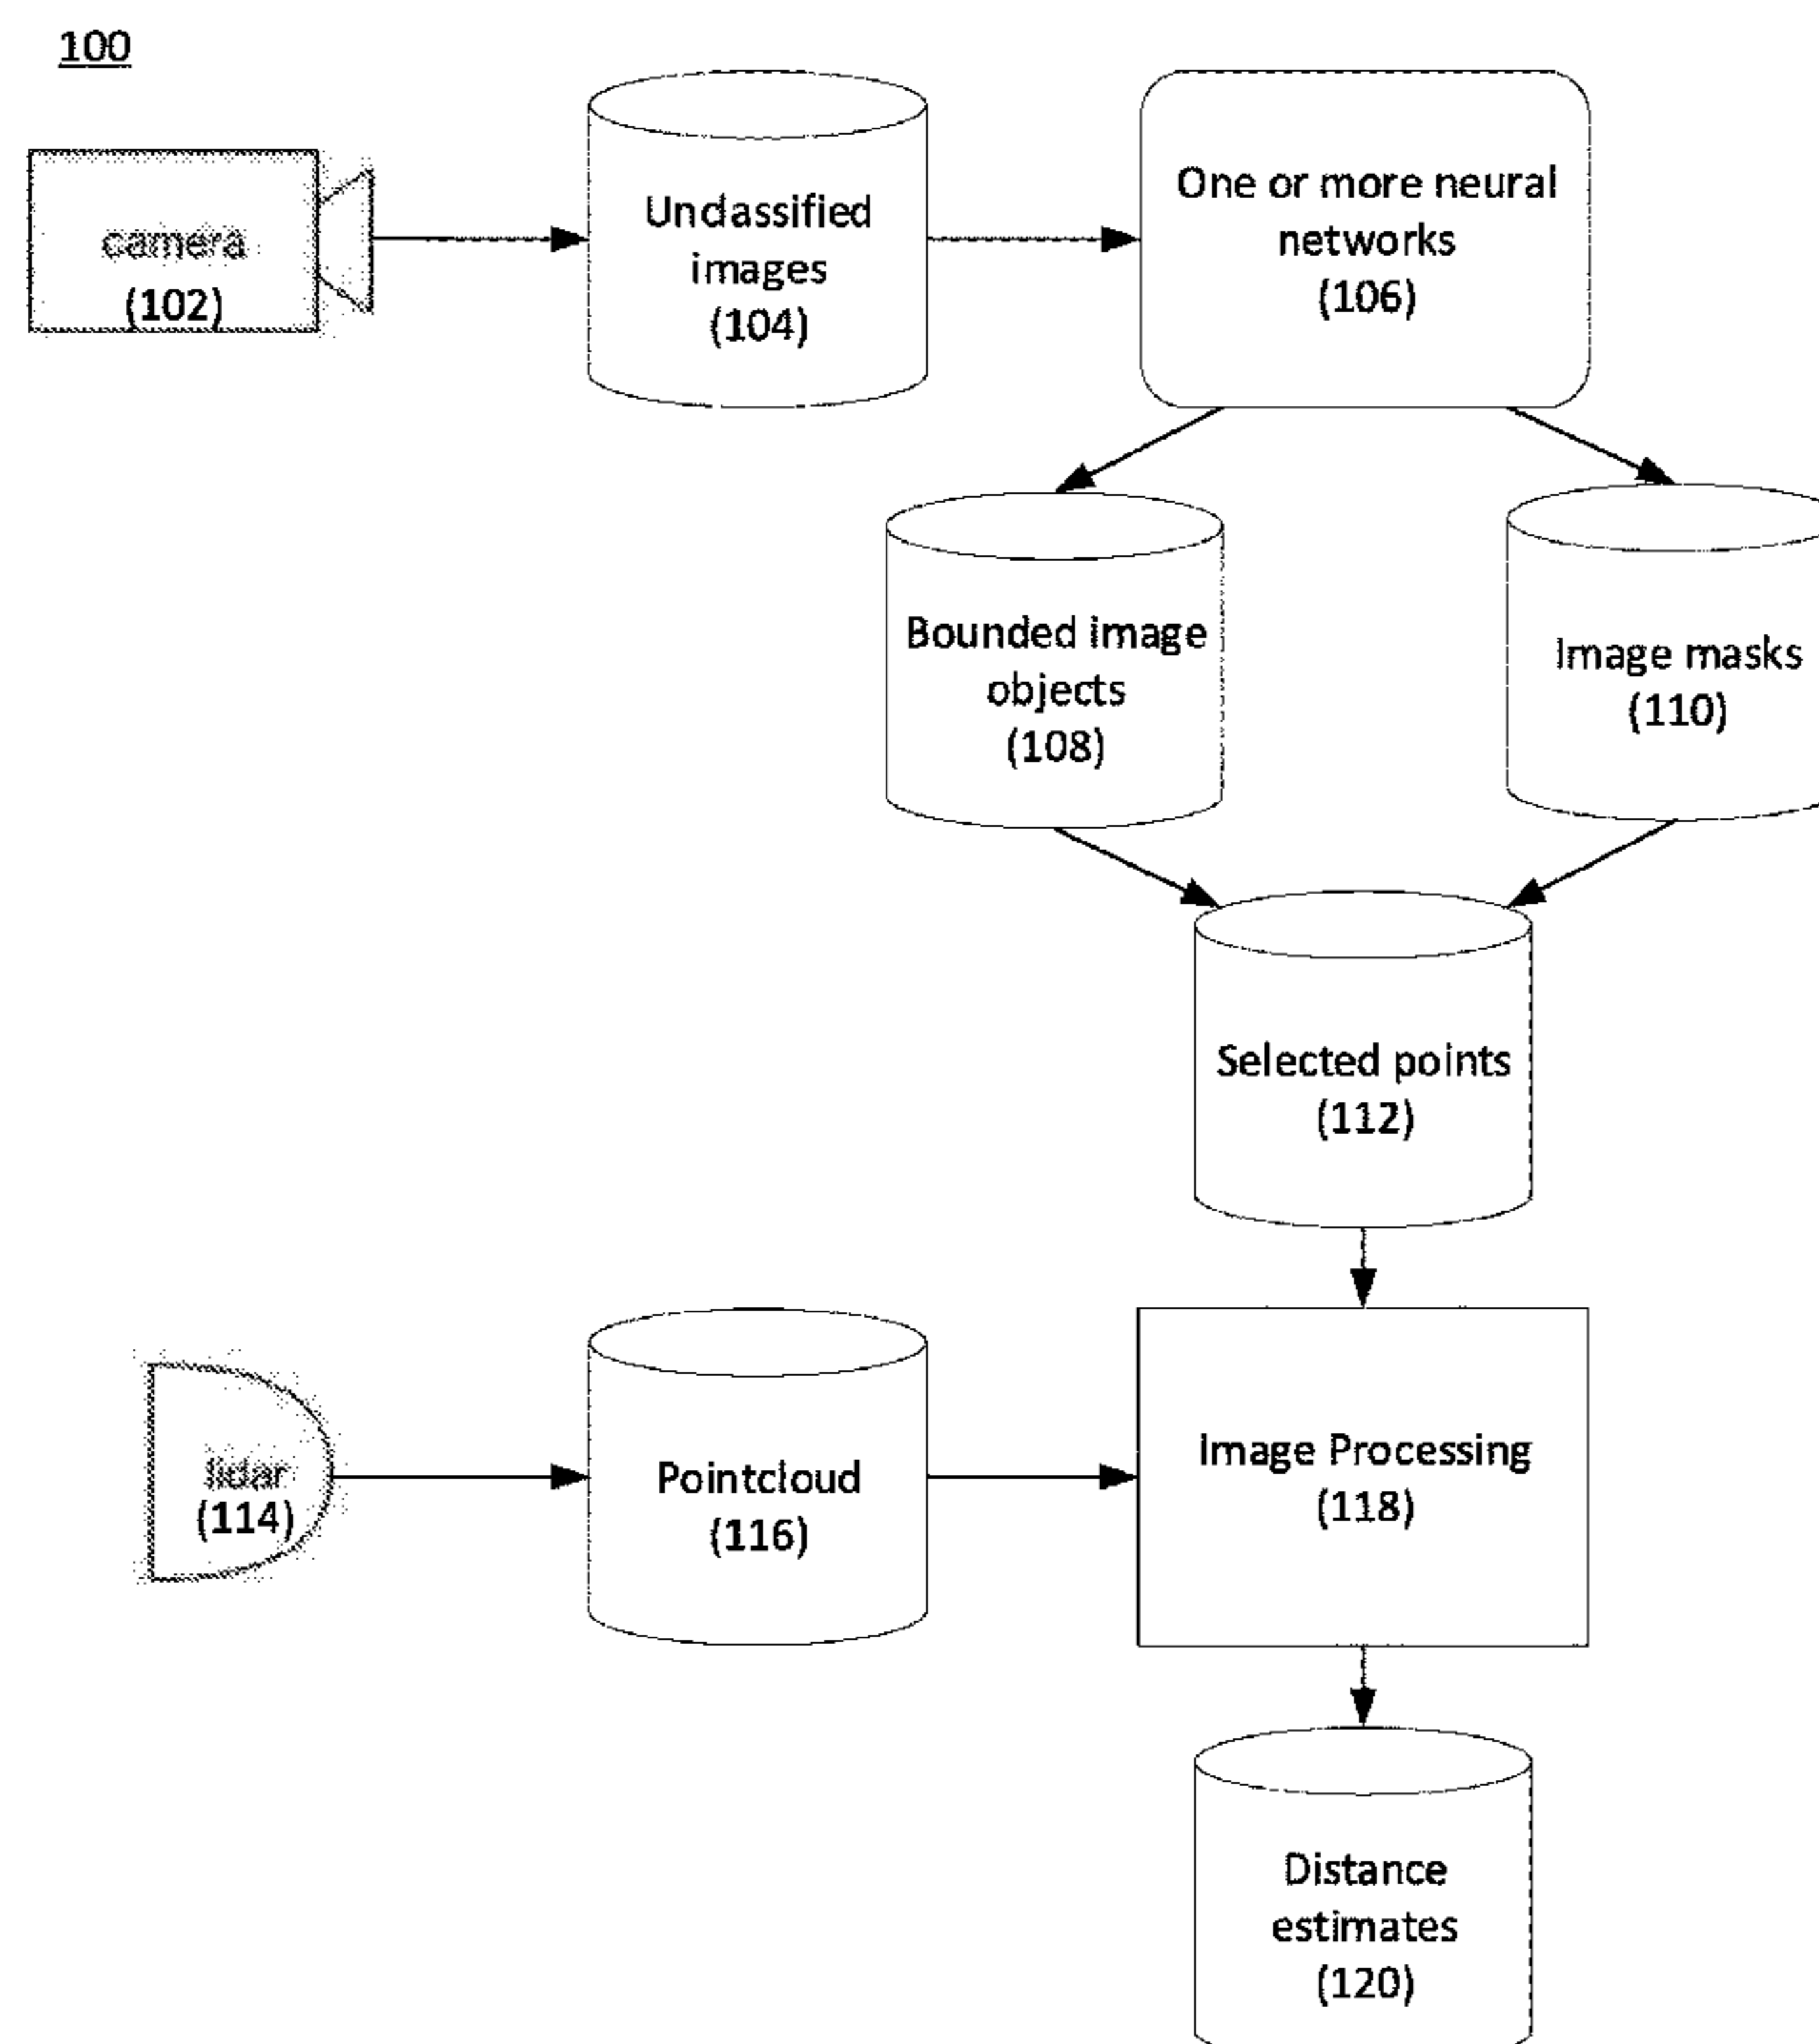 100
camera
(102)
Unclassified
images
(104)
One or more neural
networks
(106)
Bounded image
objects
(108)
Image masks
(110)
Selected points
(112)
lidar
(114)
Pointcloud
(116)
Image Processing
(118)
Distance
estimates
(120)